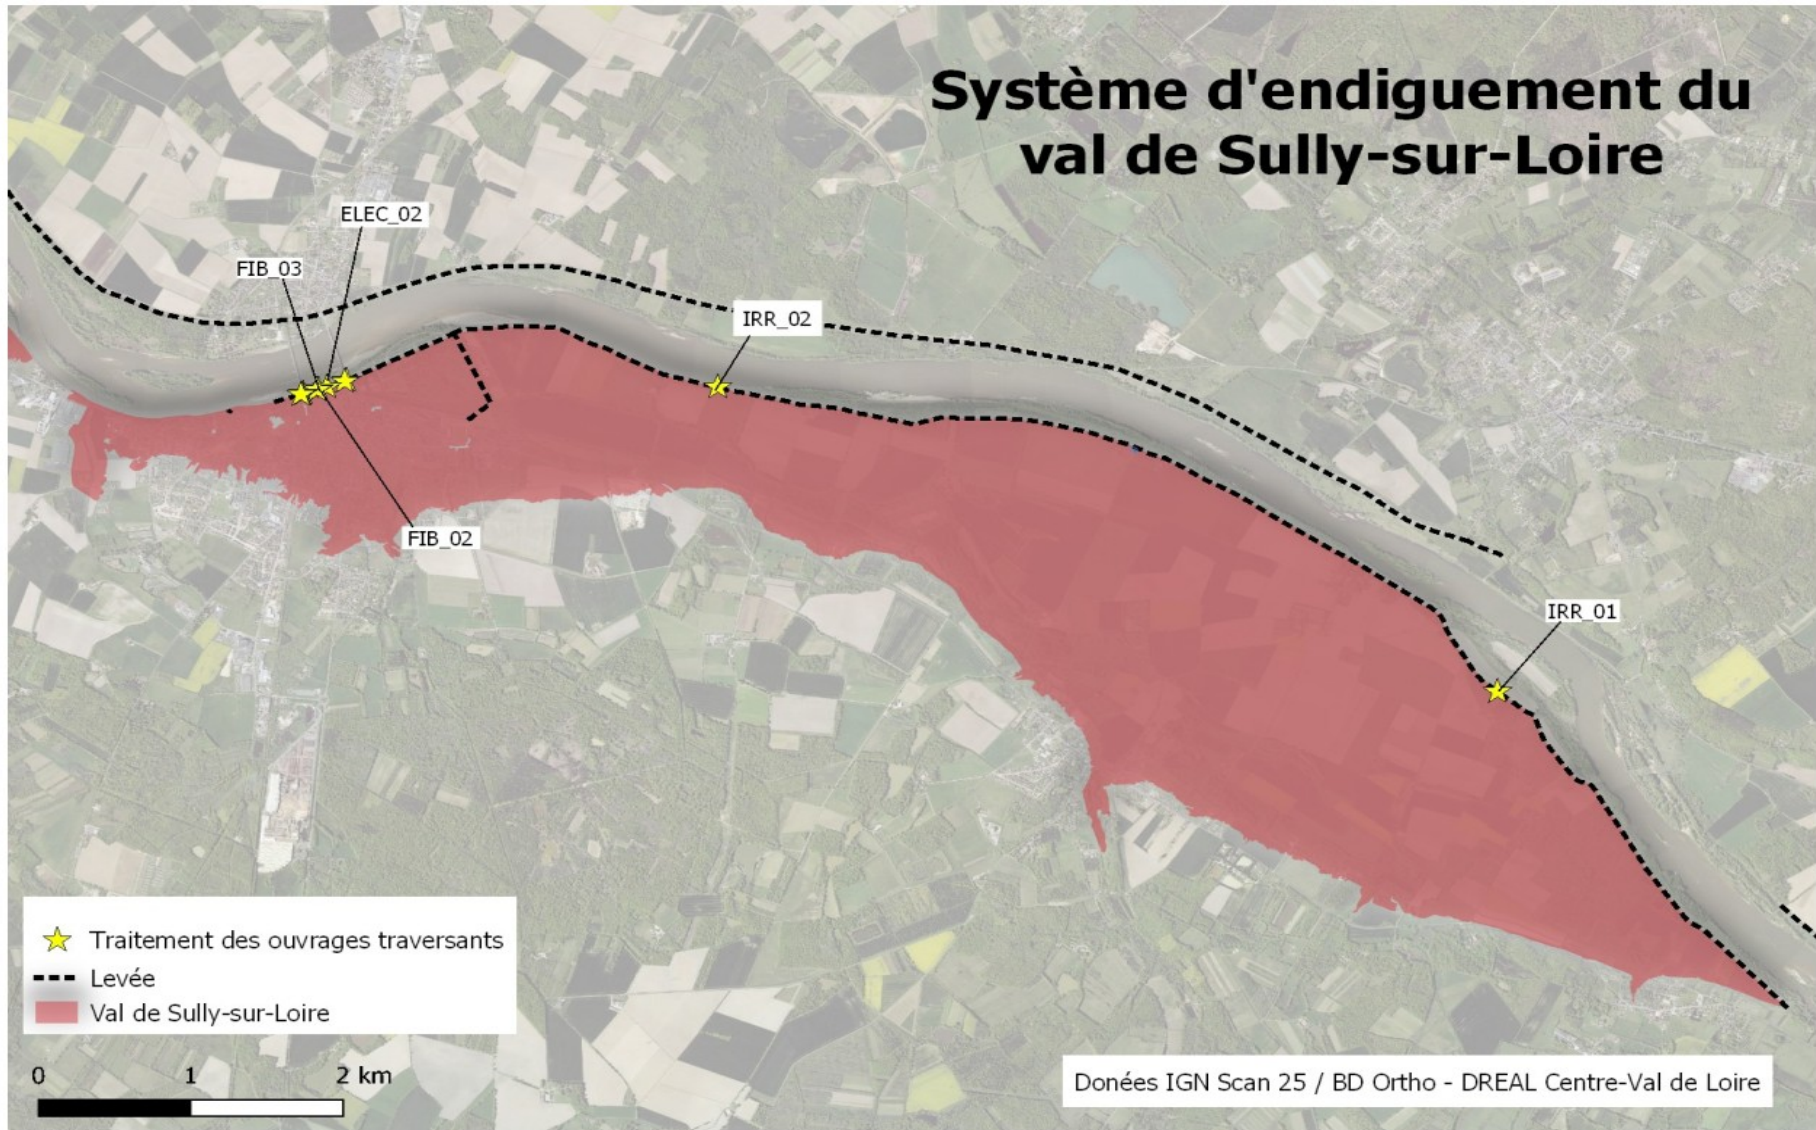 Système d'endiguement du
val de Sully-sur-Loire
ELEC_02
FIB_03
IRR_02
FIB_02
IRR_01
Traitement des ouvrages traversants
Levée
Val de Sully-sur-Loire
0 1 2 km
Donées IGN Scan 25 / BD Ortho - DREAL Centre-Val de Loire